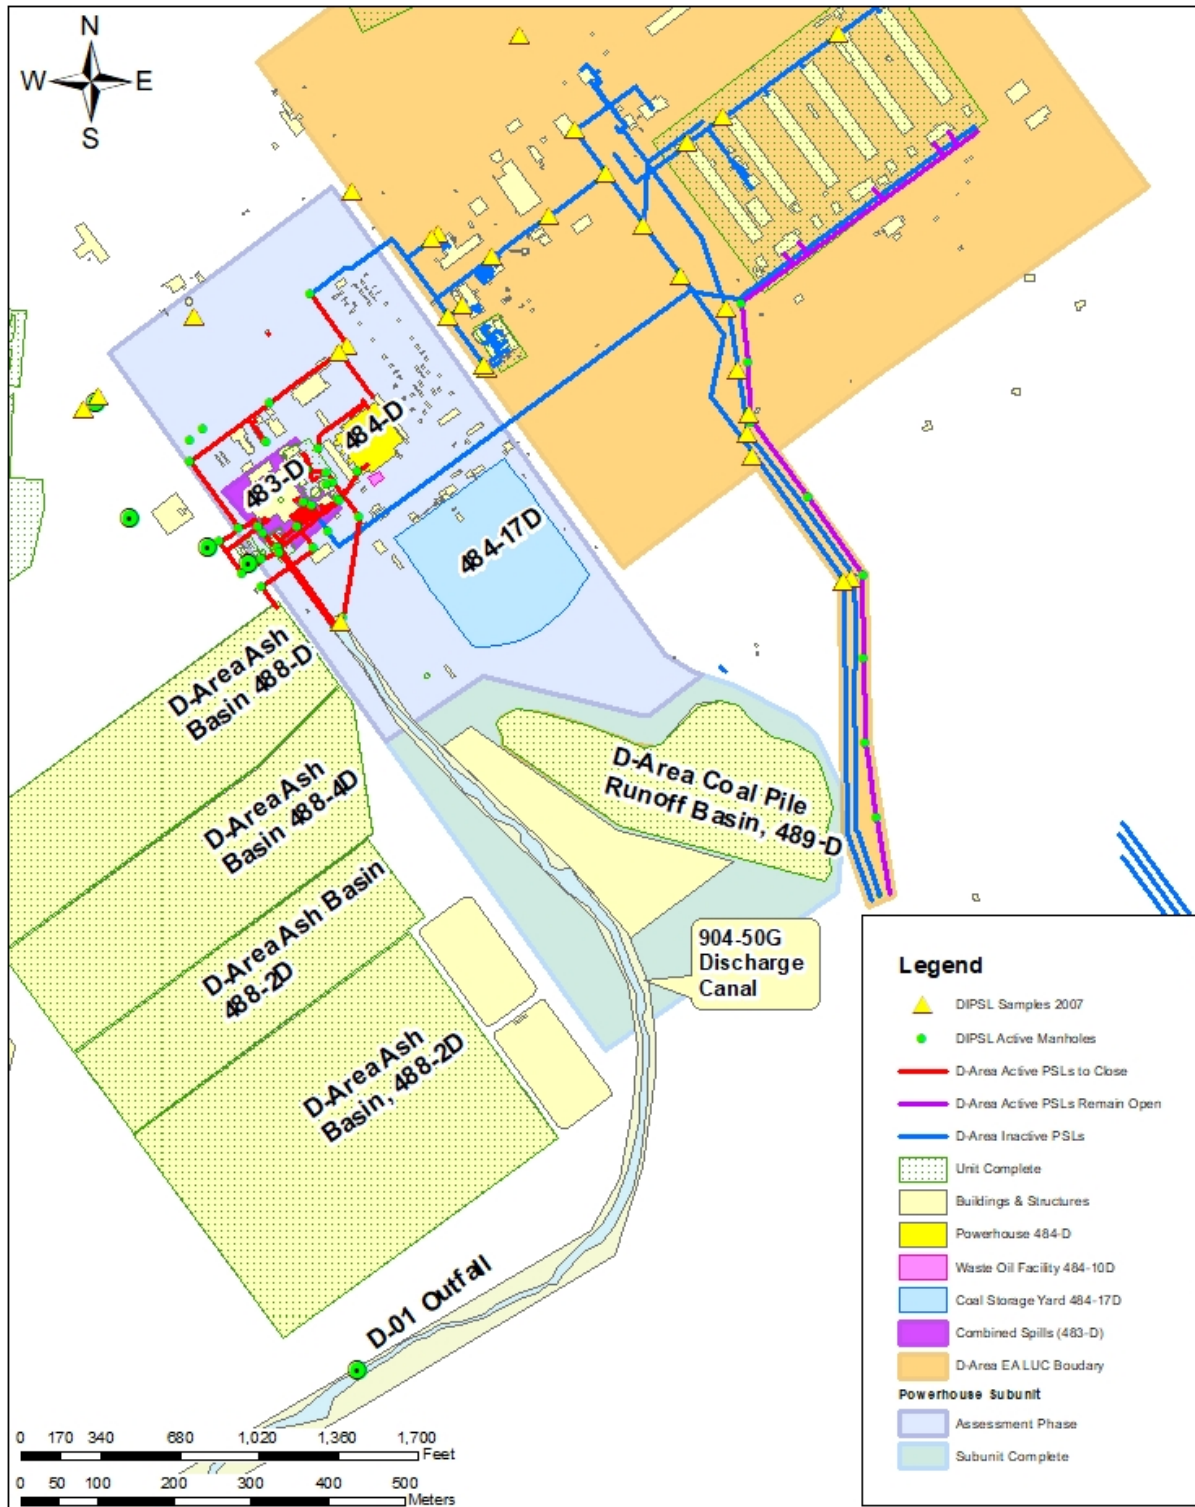 N
W E
S
484-D
483-D
484-17D
D-Area Ash
Basin 488-D
D-Area Ash
Basin 488-4D
D-Area Ash Basin
488-2D
D-Area Ash
Basin, 488-2D
D-Area Coal Pile
Runoff Basin, 489-D
904-50G
Discharge
Canal
D-01 Outfall
Legend
DIPSL Samples 2007
DIPSL Active Manholes
D-Area Active PSLs to Close
D-Area Active PSLs Remain Open
D-Area Inactive PSLs
Unit Complete
Buildings & Structures
Powerhouse 484-D
Waste Oil Facility 484-10D
Coal Storage Yard 484-17D
Combined Spills (483-D)
D-Area EA LUC Boudary
Powerhouse Subunit
Assessment Phase
Subunit Complete
0 170 340 680 1,020 1,360 1,700
Feet
0 50 100 200 300 400 500
Meters